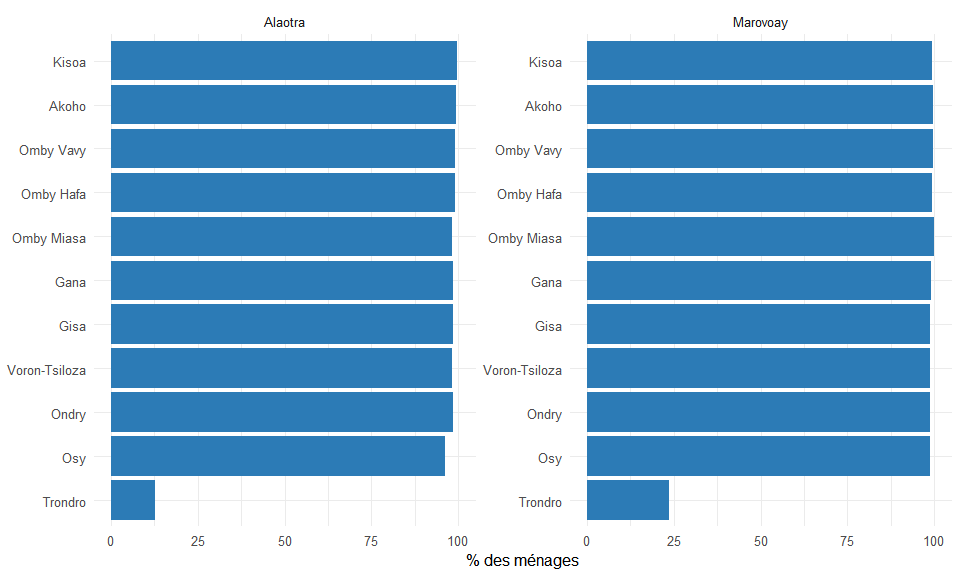 Alaotra
Kisoa
Akoho
Omby Vavy
Omby Hafa
Omby Miasa
Gana
Gisa
Voron-Tsiloza
Ondry
Osy
Trondro
0 25 50 75 100
Marovoay
Kisoa
Akoho
Omby Vavy
Omby Hafa
Omby Miasa
Gana
Gisa
Voron-Tsiloza
Ondry
Osy
Trondro
0 25 50 75 100
% des ménages